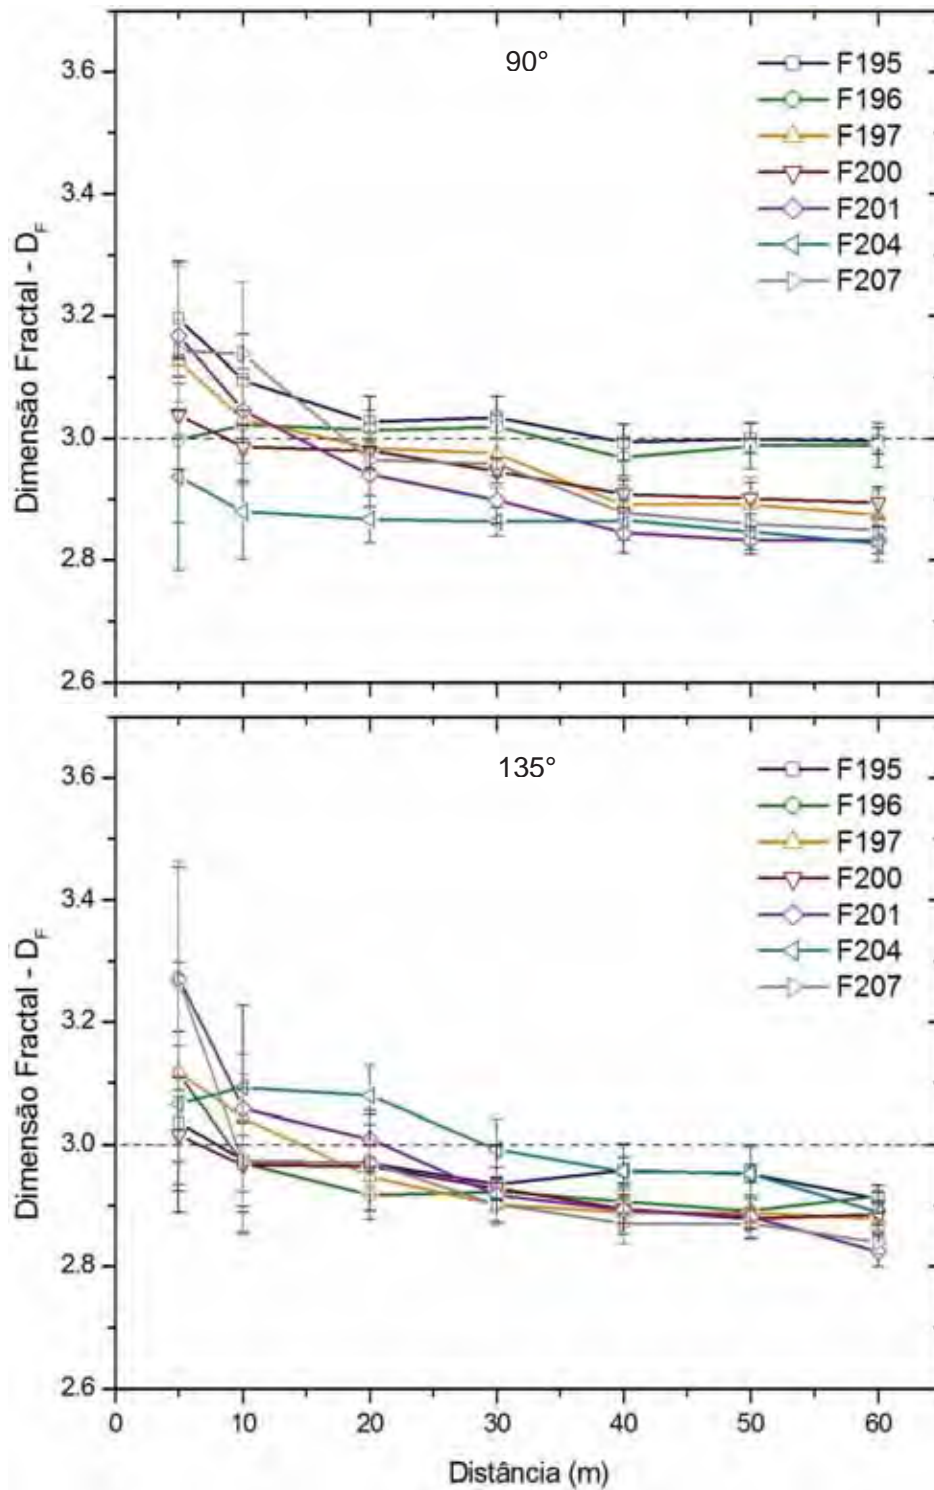 90°
F195
F196
F197
F200
F201
F204
F207
3.6
3.4
3.2
3.0
2.8
2.6
Dimensão Fractal - D_F
135°
F195
F196
F197
F200
F201
F204
F207
3.6
3.4
3.2
3.0
2.8
2.6
Dimensão Fractal - D_F
0 10 20 30 40 50 60
Distância (m)